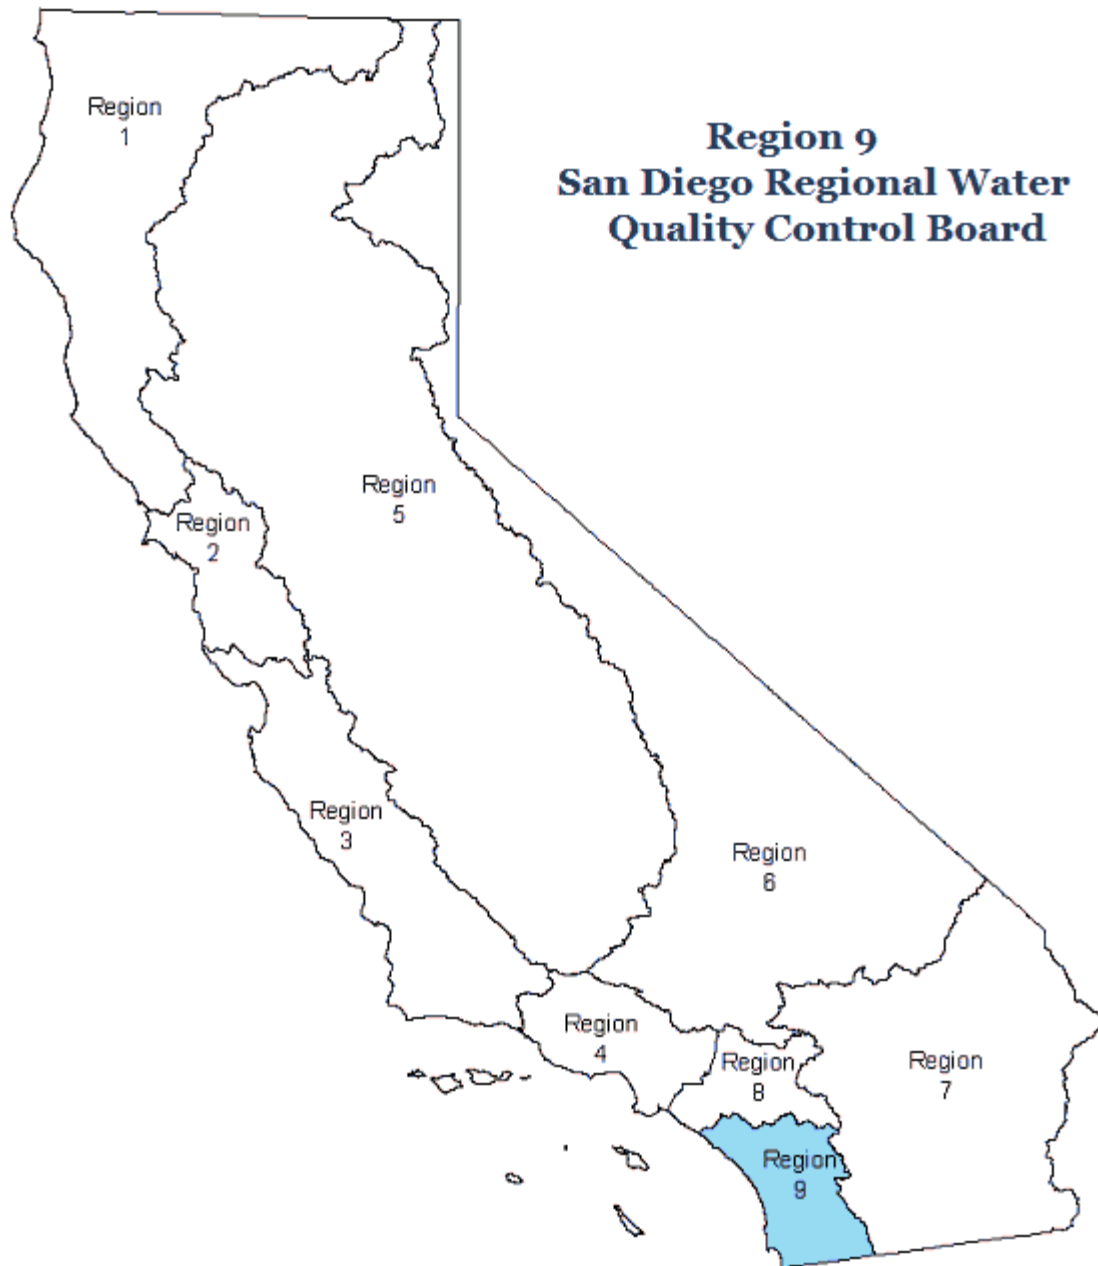 Region 9
San Diego Regional Water
Quality Control Board
Region
1
Region
5
Region
2
Region
3
Region
6
Region
4
Region
8
Region
7
Region
9